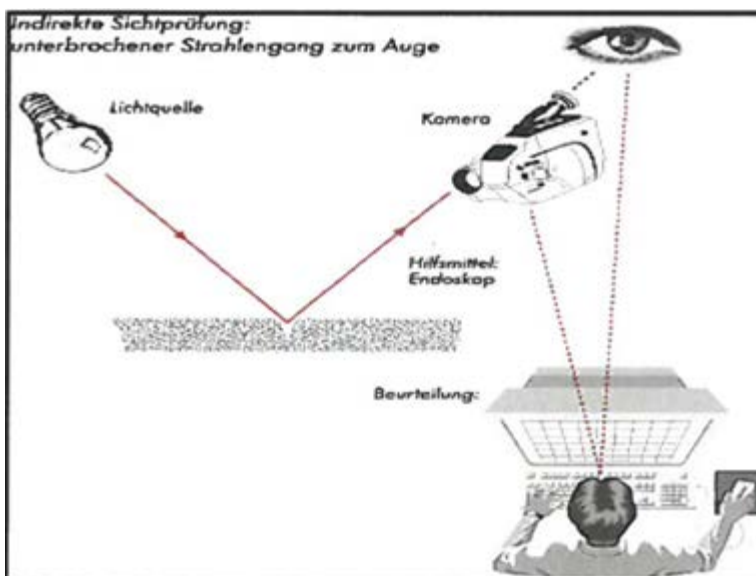 Indirekte Sichtprüfung:
unterbrochener Strahlengang zum Auge
Lichtquelle
Kamera
Hilfsmittel:
Endoskop
Beurteilung: